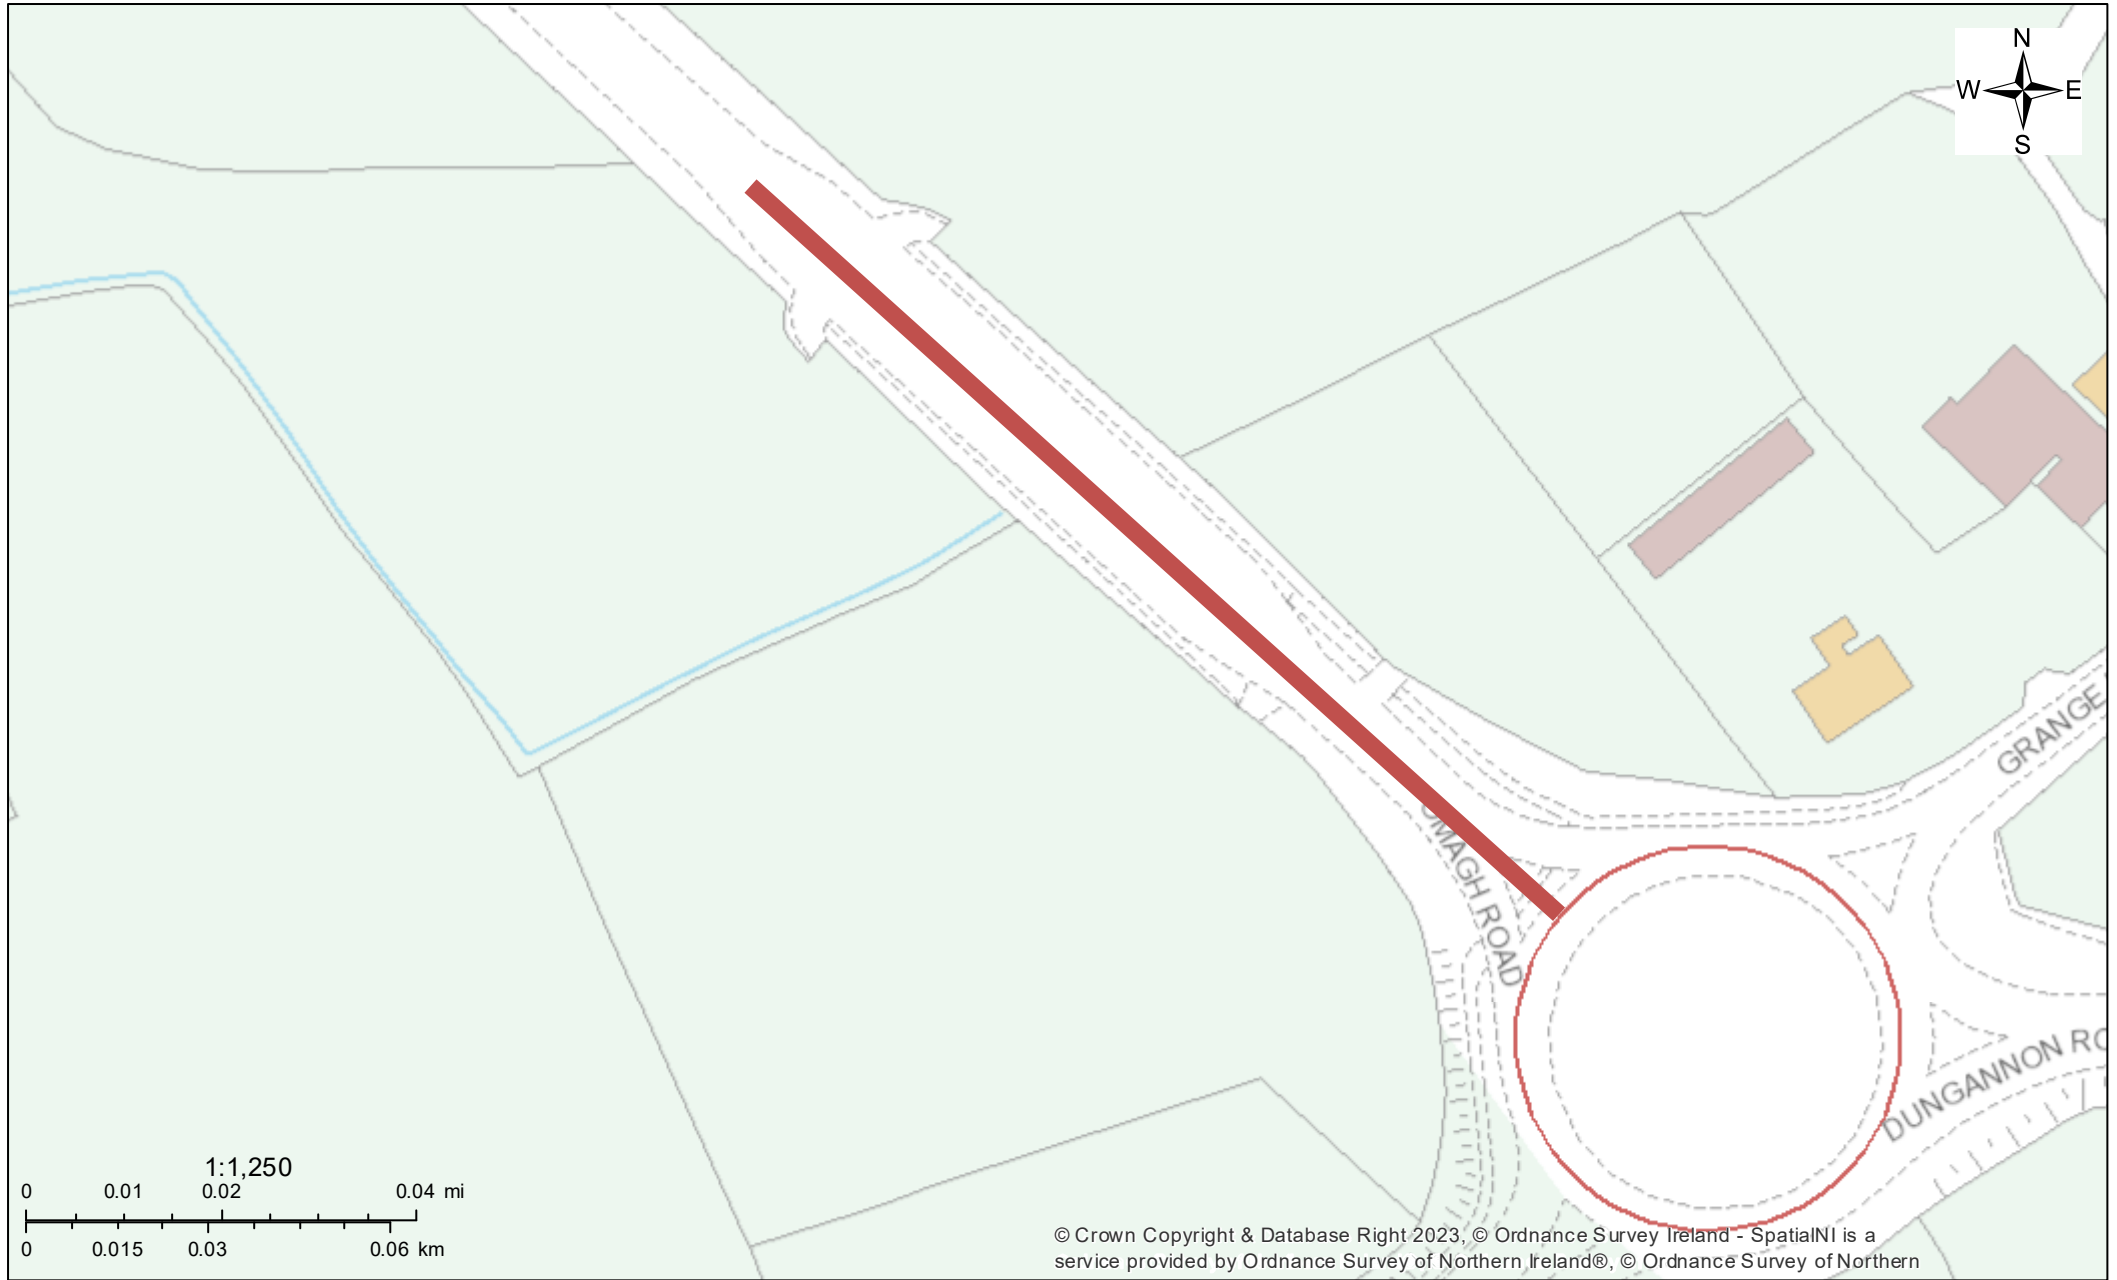 N
W E
S
GRANGE
OMAGH ROAD
DUNGANNON RO
1:1,250
0 0.01 0.02 0.04 mi
0 0.015 0.03 0.06 km
© Crown Copyright & Database Right 2023, © Ordnance Survey Ireland - SpatialNI is a
service provided by Ordnance Survey of Northern Ireland®, © Ordnance Survey of Northern